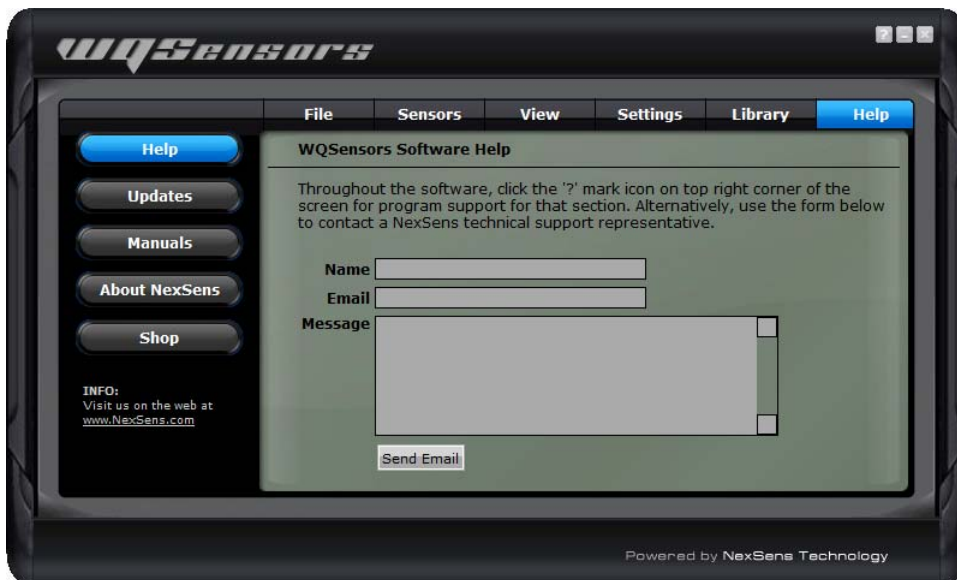 WQSensors
? – ×
File Sensors View Settings Library Help
Help
Updates
Manuals
About NexSens
Shop
INFO:
Visit us on the web at
www.NexSens.com
WQSensors Software Help
Throughout the software, click the '?' mark icon on top right corner of the
screen for program support for that section. Alternatively, use the form below
to contact a NexSens technical support representative.
Name
Email
Message
Send Email
Powered by NexSens Technology